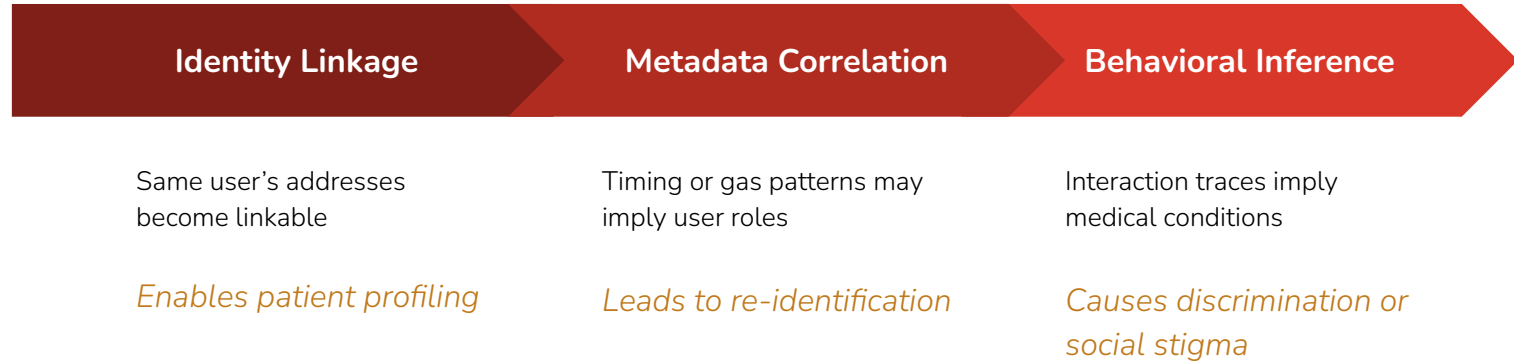 Identity Linkage
Metadata Correlation
Behavioral Inference
Same user’s addresses
become linkable
Enables patient profiling
Timing or gas patterns may
imply user roles
Leads to re-identification
Interaction traces imply
medical conditions
Causes discrimination or
social stigma